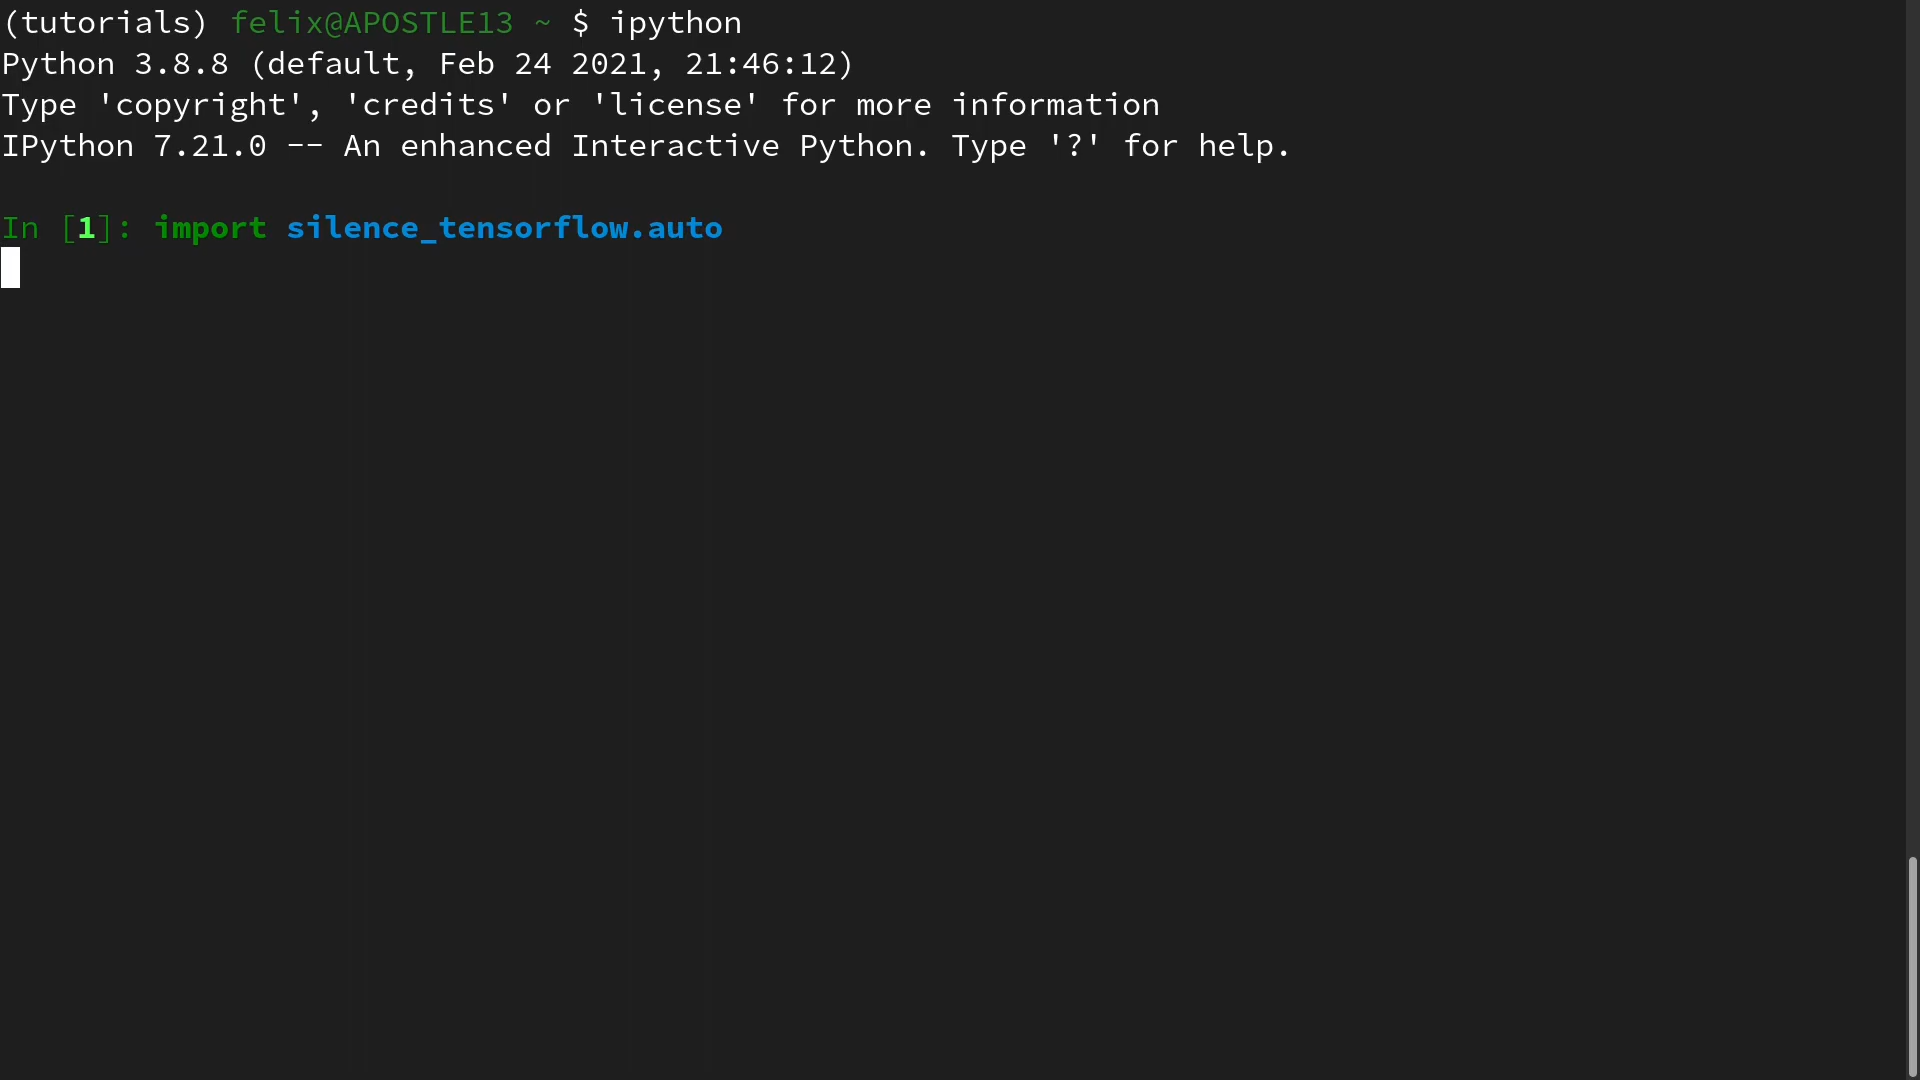 (tutorials) felix@APOSTLE13 ~ $ ipython
Python 3.8.8 (default, Feb 24 2021, 21:46:12)
Type 'copyright', 'credits' or 'license' for more information
IPython 7.21.0 -- An enhanced Interactive Python. Type '?' for help.
In [1]: import silence_tensorflow.auto